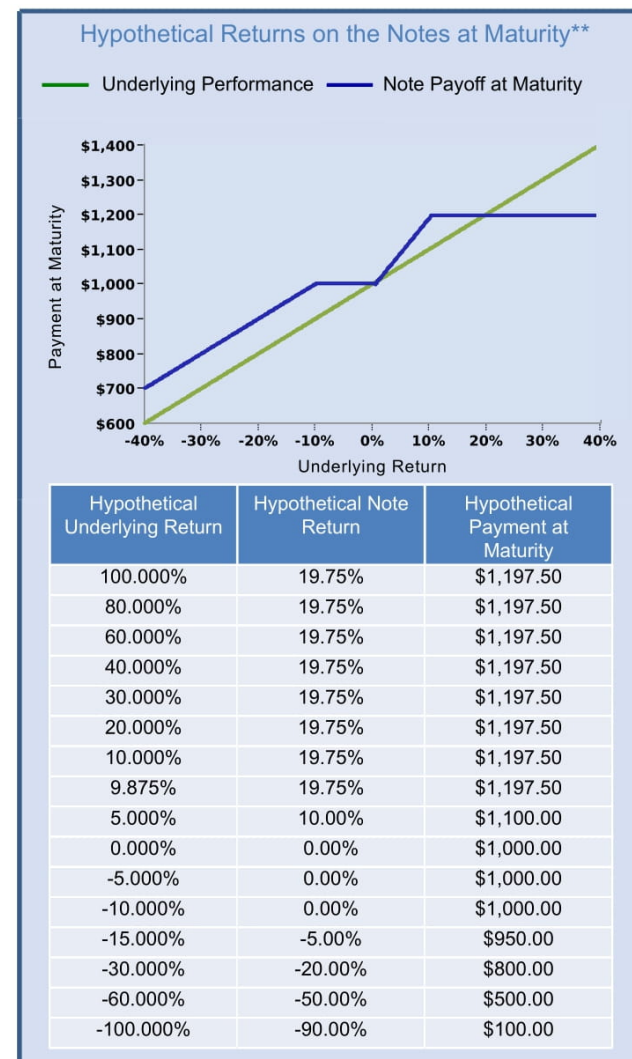 Hypothetical Returns on the Notes at Maturity**
Underlying Performance Note Payoff at Maturity
$1,400
$1,300
$1,200
$1,100
$1,000
$900
$800
$700
$600
Payment at Maturity
-40% -30% -20% -10% 0% 10% 20% 30% 40%
Underlying Return
Hypothetical Underlying Return Hypothetical Note Return Hypothetical Payment at Maturity
100.000% 19.75% $1,197.50
80.000% 19.75% $1,197.50
60.000% 19.75% $1,197.50
40.000% 19.75% $1,197.50
30.000% 19.75% $1,197.50
20.000% 19.75% $1,197.50
10.000% 19.75% $1,197.50
9.875% 19.75% $1,197.50
5.000% 10.00% $1,100.00
0.000% 0.00% $1,000.00
-5.000% 0.00% $1,000.00
-10.000% 0.00% $1,000.00
-15.000% -5.00% $950.00
-30.000% -20.00% $800.00
-60.000% -50.00% $500.00
-100.000% -90.00% $100.00